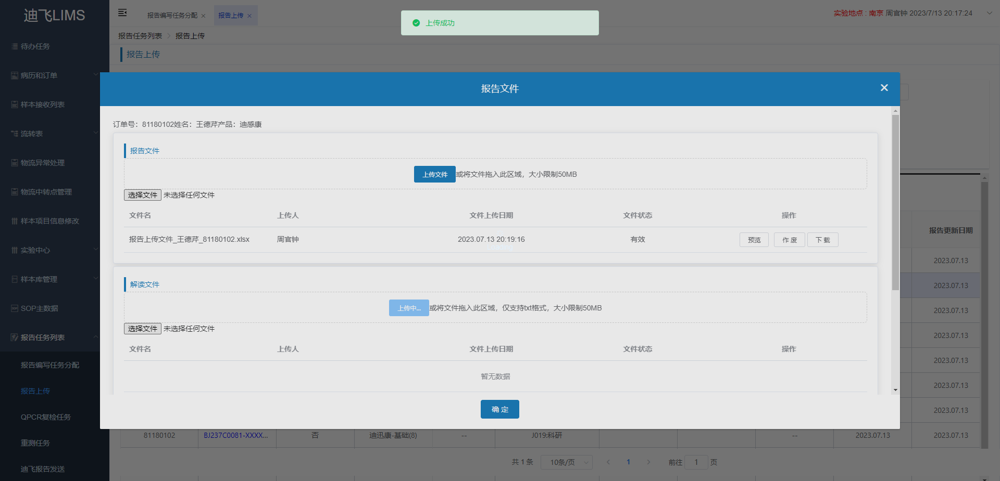 迪飞LIMS
报告编写任务分配 ×
报告上传 ×
上传成功
实验地点 : 南京 周官钟 2023/7/13 20:17:24
报告任务列表 > 报告上传
报告上传
待办任务
病历和订单
样本接收列表
流转表
物流异常处理
物流中转点管理
样本项目信息修改
实验中心
样本库管理
SOP主数据
报告任务列表
报告编写任务分配
报告上传
QPCR复检任务
重测任务
迪飞报告发送
报告文件
订单号：81180102姓名：王德芹产品：迪感康
报告文件
上传文件 或将文件拖入此区域，大小限制50MB
选择文件 未选择任何文件
文件名 上传人 文件上传日期 文件状态 操作
报告上传文件_王德芹_81180102.xlsx 周官钟 2023.07.13 20:19:16 有效 预览 作 废 下 载
解读文件
上传中... 或将文件拖入此区域，仅支持txt格式，大小限制50MB
选择文件 未选择任何文件
文件名 上传人 文件上传日期 文件状态 操作
暂无数据
确 定
报告更新日期
2023.07.13
2023.07.13
2023.07.13
2023.07.13
2023.07.13
2023.07.13
2023.07.13
81180102 BJ237C0081-XXXX... 否 迪迅康-基础(8) -- J019:科研 -- 2023.07.13 2023.07.13
共 1 条 10条/页 < 1 > 前往 1 页